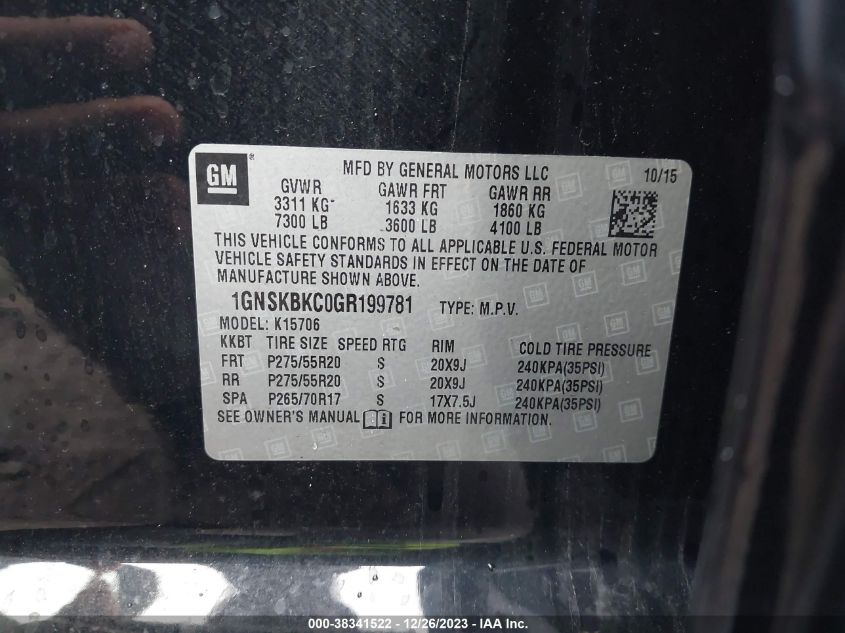 GM®
MFD BY GENERAL MOTORS LLC 10/15
GVWR GAWR FRT GAWR RR
3311 KG 1633 KG 1860 KG
7300 LB 3600 LB 4100 LB
THIS VEHICLE CONFORMS TO ALL APPLICABLE U.S. FEDERAL MOTOR
VEHICLE SAFETY STANDARDS IN EFFECT ON THE DATE OF
MANUFACTURE SHOWN ABOVE.
1GNSKBKC0GR199781 TYPE: M.P.V.
MODEL: K15706
KKBT TIRE SIZE SPEED RTG RIM COLD TIRE PRESSURE
FRT P275/55R20 S 20X9J 240KPA(35PSI)
RR P275/55R20 S 20X9J 240KPA(35PSI)
SPA P265/70R17 S 17X7.5J 240KPA(35PSI)
SEE OWNER'S MANUAL FOR MORE INFORMATION.
000-38341522 - 12/26/2023 - © IAA Inc.